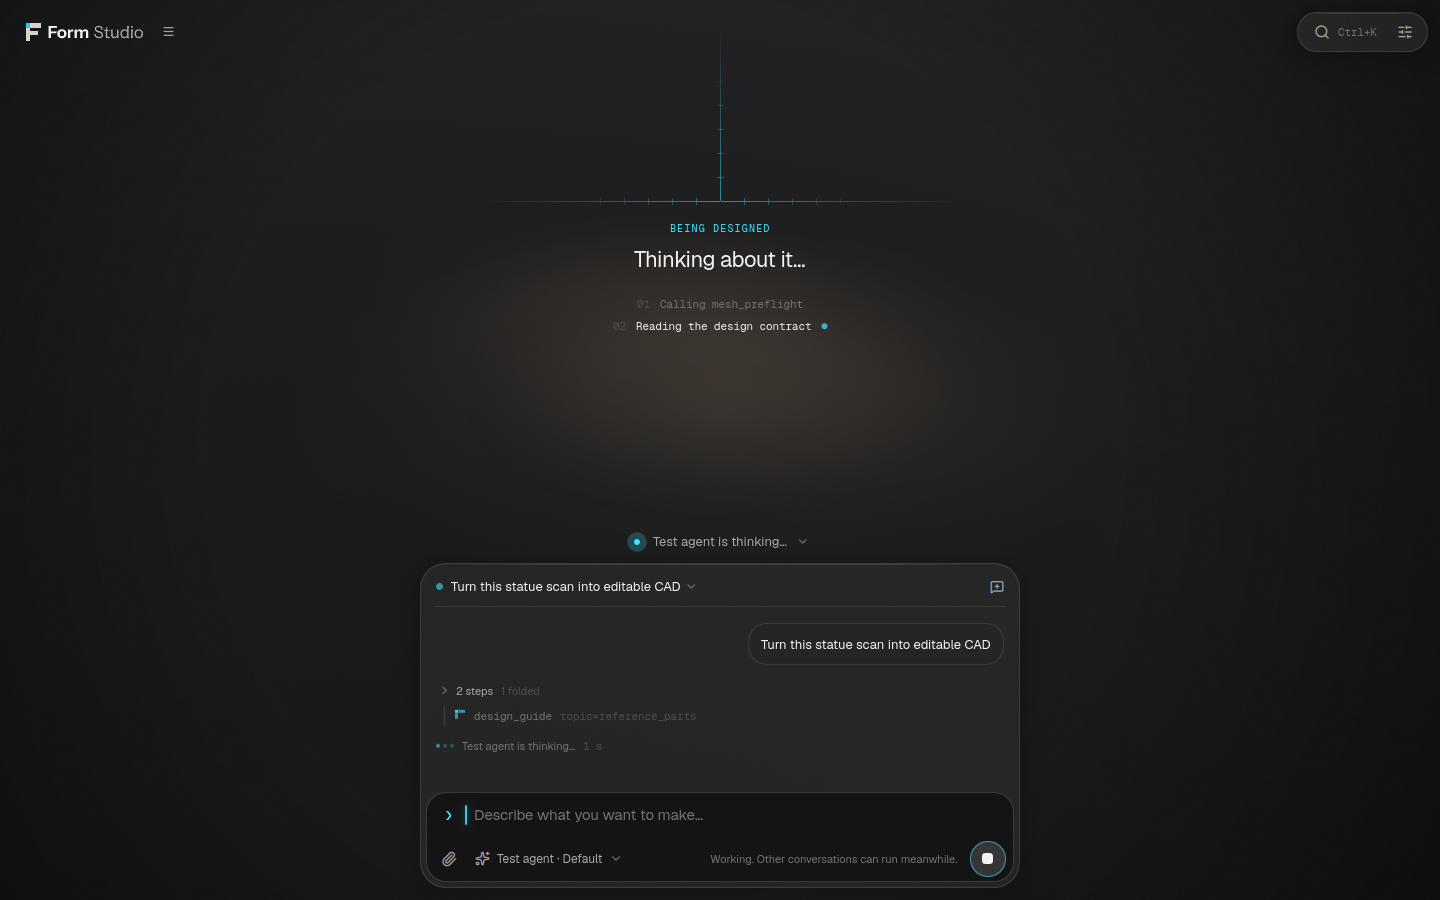 Form Studio
Ctrl+K
BEING DESIGNED
Thinking about it...
01 Calling mesh_preflight
02 Reading the design contract
Test agent is thinking...
Turn this statue scan into editable CAD
Turn this statue scan into editable CAD
2 steps 1 folded
design_guide topic=reference_parts
Test agent is thinking... 1 s
Describe what you want to make...
Test agent · Default
Working. Other conversations can run meanwhile.